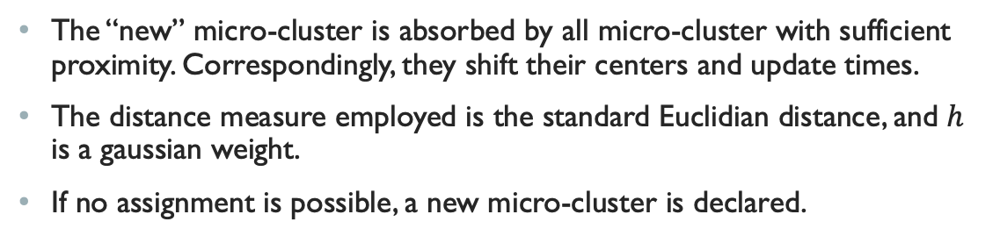 • The “new” micro-cluster is absorbed by all micro-cluster with sufficient
proximity. Correspondingly, they shift their centers and update times.
• The distance measure employed is the standard Euclidian distance, and h
is a gaussian weight.
• If no assignment is possible, a new micro-cluster is declared.